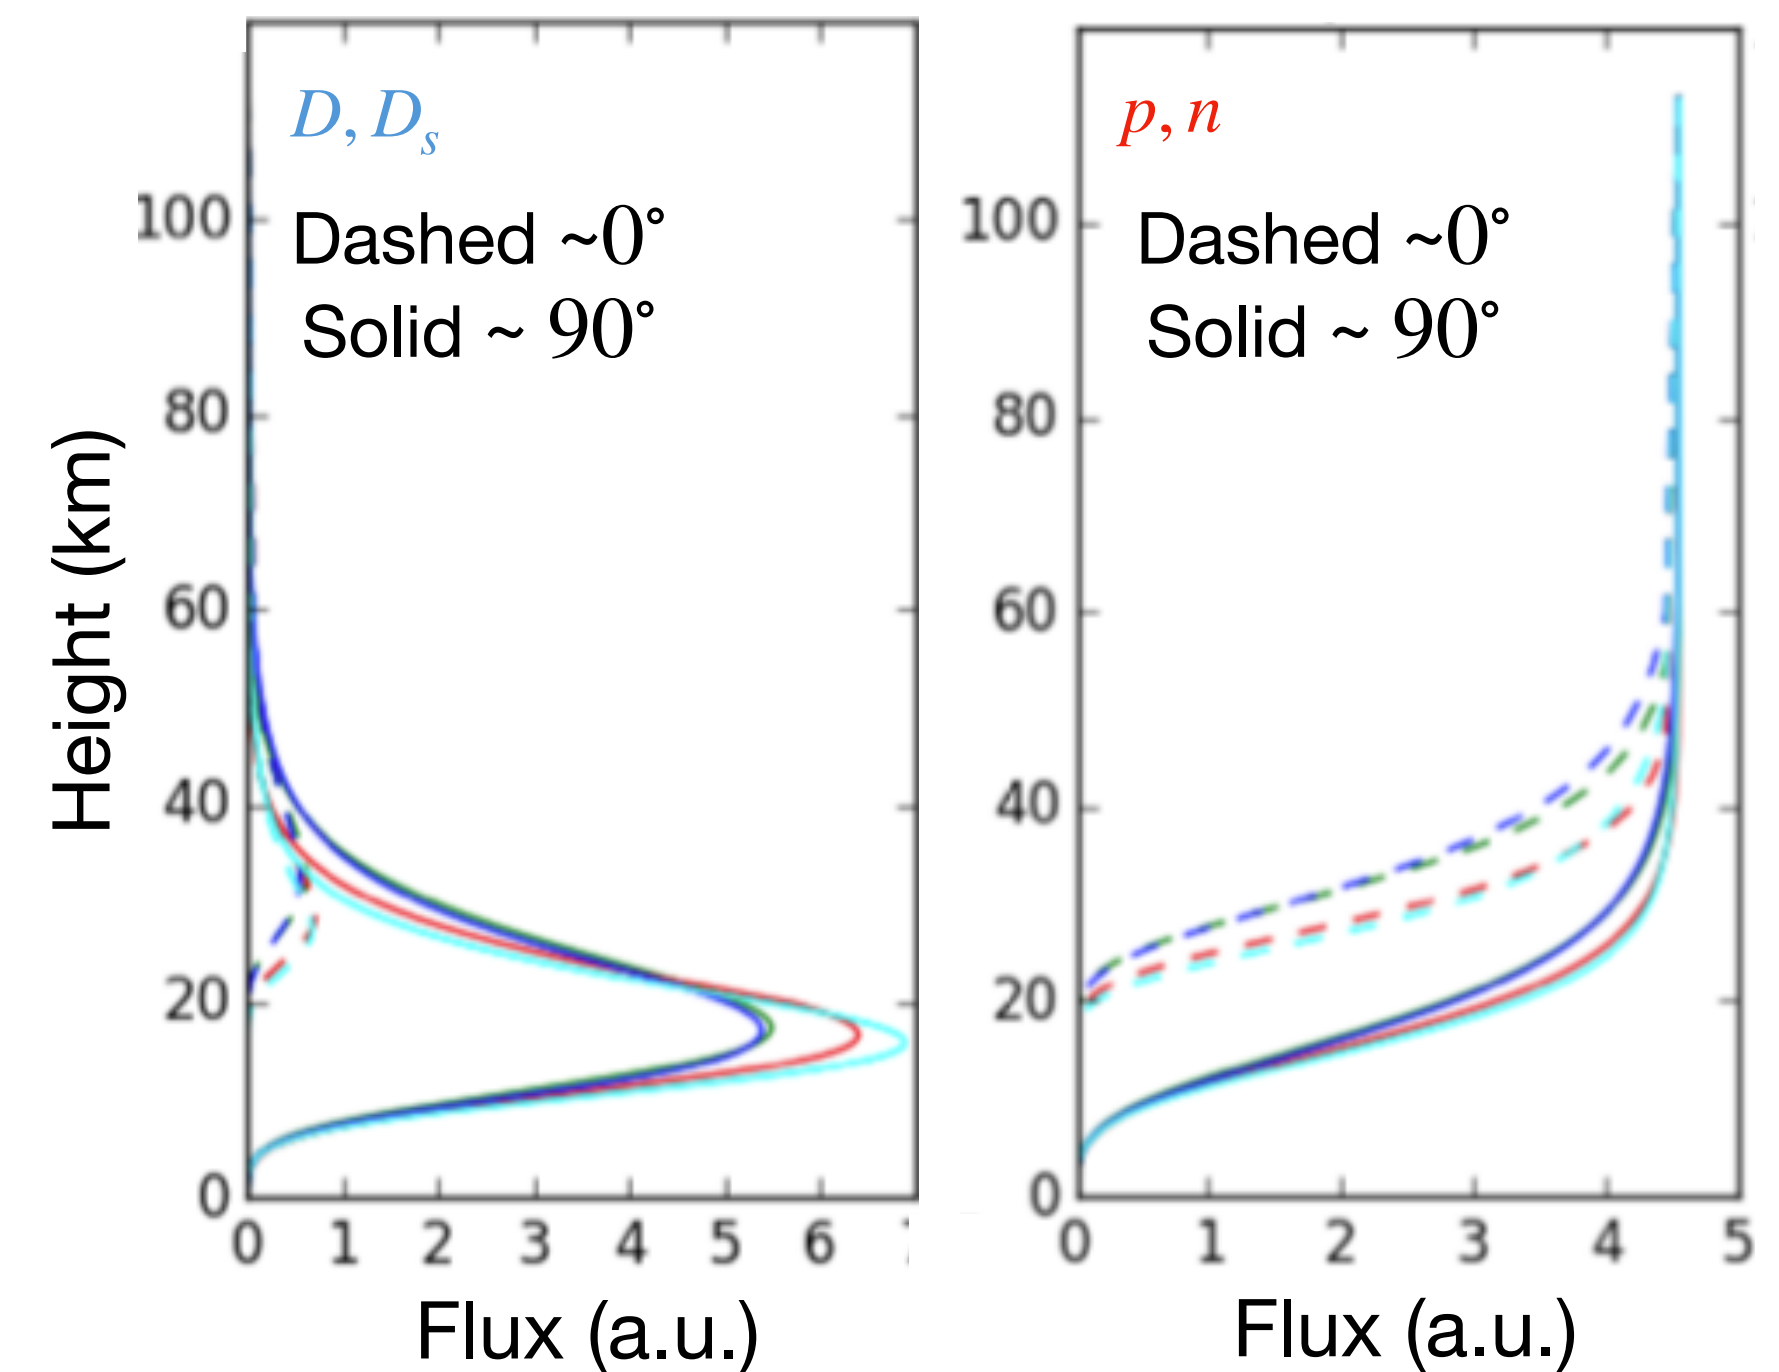 D, Dₛ
Dashed ~0°
Solid ~ 90°
100
80
60
40
20
0
0 1 2 3 4 5 6
Height (km)
Flux (a.u.)
p, n
Dashed ~0°
Solid ~ 90°
100
80
60
40
20
0
0 1 2 3 4 5
Flux (a.u.)